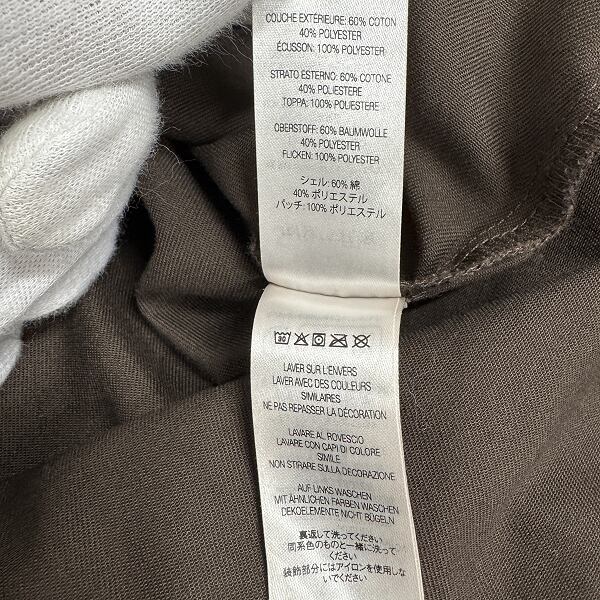 COUCHE EXTÉRIEURE: 60% COTON
40% POLYESTER
ÉCUSSON: 100% POLYESTER
STRATO ESTERNO: 60% COTONE
40% POLIESTERE
TOPPA: 100% POLIESTERE
OBERSTOFF: 60% BAUMWOLLE
40% POLYESTER
FLICKEN: 100% POLYESTER
シェル: 60% 綿
40% ポリエステル
パッチ: 100% ポリエステル
30
LAVER SUR L'ENVERS
LAVER AVEC DES COULEURS
SIMILAIRES
NE PAS REPASSER LA DÉCORATION
LAVARE AL ROVESCIO
LAVARE CON CAPI DI COLORE
SIMILE
NON STIRARE SULLA DECORAZIONE
AUF LINKS WASCHEN
MIT ÄHNLICHEN FARBEN WASCHEN
DEKOELEMENTE NICHT BÜGELN
裏返して洗ってください
同系色のものと一緒に洗って
ください
装飾部分にはアイロンを使用しな
いでください